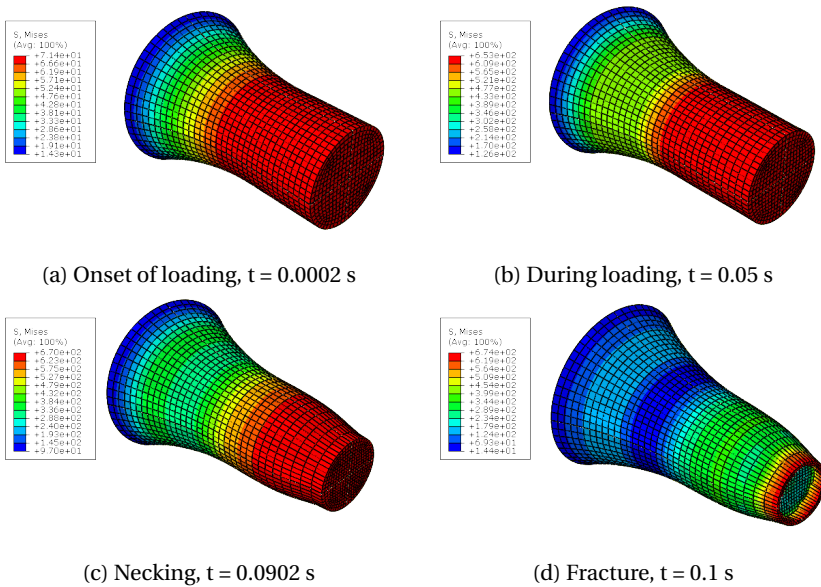 S, Mises
(Avg: 100%)
+7.14e+01
+6.66e+01
+6.19e+01
+5.71e+01
+5.24e+01
+4.76e+01
+4.28e+01
+3.81e+01
+3.33e+01
+2.86e+01
+2.38e+01
+1.91e+01
+1.43e+01
S, Mises
(Avg: 100%)
+6.53e+02
+6.09e+02
+5.65e+02
+5.21e+02
+4.77e+02
+4.33e+02
+3.89e+02
+3.46e+02
+3.02e+02
+2.58e+02
+2.14e+02
+1.70e+02
+1.26e+02
(a) Onset of loading, t = 0.0002 s
(b) During loading, t = 0.05 s
S, Mises
(Avg: 100%)
+6.70e+02
+6.23e+02
+5.75e+02
+5.27e+02
+4.79e+02
+4.32e+02
+3.84e+02
+3.36e+02
+2.88e+02
+2.40e+02
+1.93e+02
+1.45e+02
+9.70e+01
S, Mises
(Avg: 100%)
+6.74e+02
+6.19e+02
+5.64e+02
+5.09e+02
+4.54e+02
+3.99e+02
+3.44e+02
+2.89e+02
+2.34e+02
+1.79e+02
+1.24e+02
+6.93e+01
+1.44e+01
(c) Necking, t = 0.0902 s
(d) Fracture, t = 0.1 s